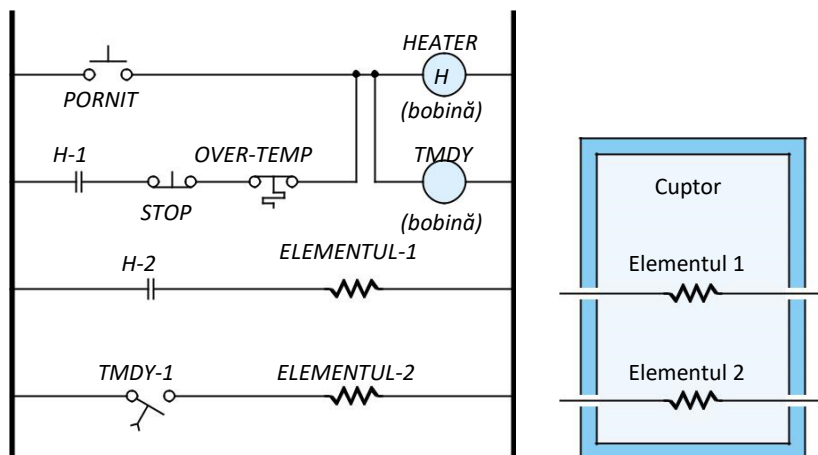 HEATER
H
PORNIT
(bobină)
H-1
OVER-TEMP
TMDY
STOP
(bobină)
H-2
ELEMENTUL-1
TMDY-1
ELEMENTUL-2
Cuptor
Elementul 1
Elementul 2